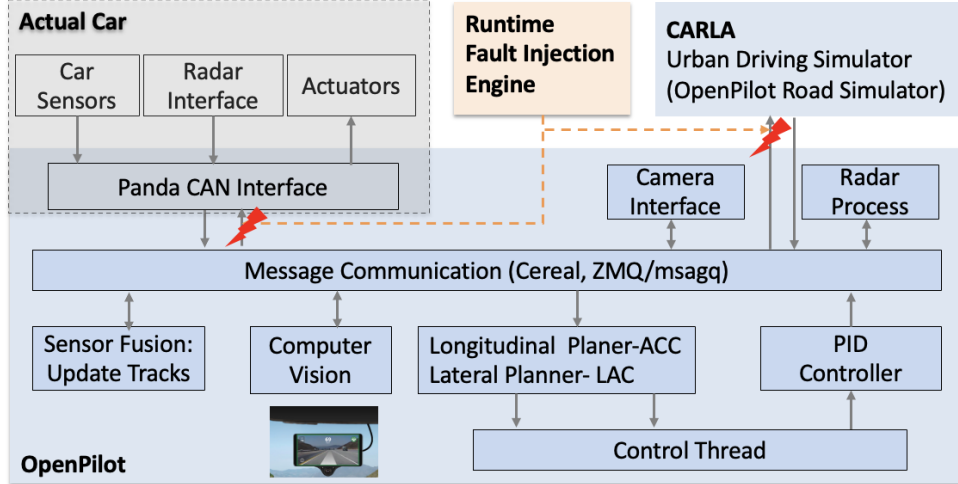 Actual Car
Car
Sensors
Radar
Interface
Actuators
Runtime
Fault Injection
Engine
CARLA
Urban Driving Simulator
(OpenPilot Road Simulator)
Panda CAN Interface
Camera
Interface
Radar
Process
Message Communication (Cereal, ZMQ/msagq)
Sensor Fusion:
Update Tracks
Computer
Vision
Longitudinal Planer-ACC
Lateral Planner- LAC
PID
Controller
Control Thread
OpenPilot